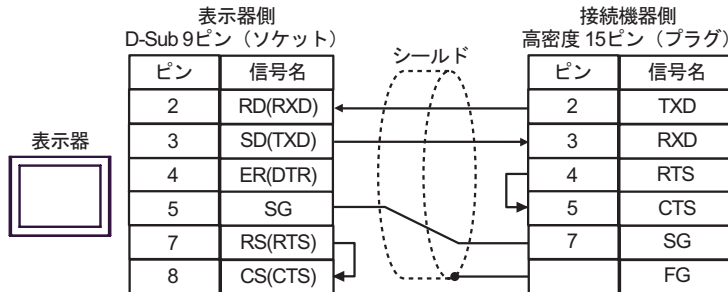 表示器側
D-Sub 9ピン（ソケット）
接続機器側
高密度 15ピン（プラグ）
シールド
ピン 信号名
ピン 信号名
2 RD(RXD)
2 TXD
3 SD(TXD)
3 RXD
表示器
4 ER(DTR)
4 RTS
5 SG
5 CTS
7 RS(RTS)
7 SG
8 CS(CTS)
FG